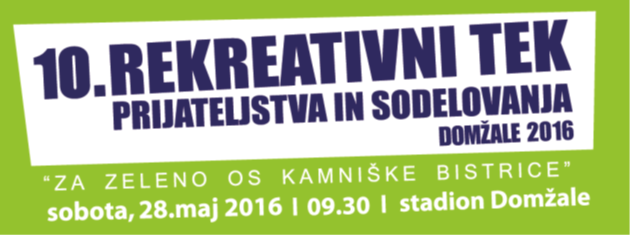 10. REKREATIVNI TEK
PRIJATELJSTVA IN SODELOVANJA
DOMŽALE 2016
“ZA ZELENO OS KAMNIŠKE BISTRICE”
sobota, 28.maj 2016 | 09.30 | stadion Domžale